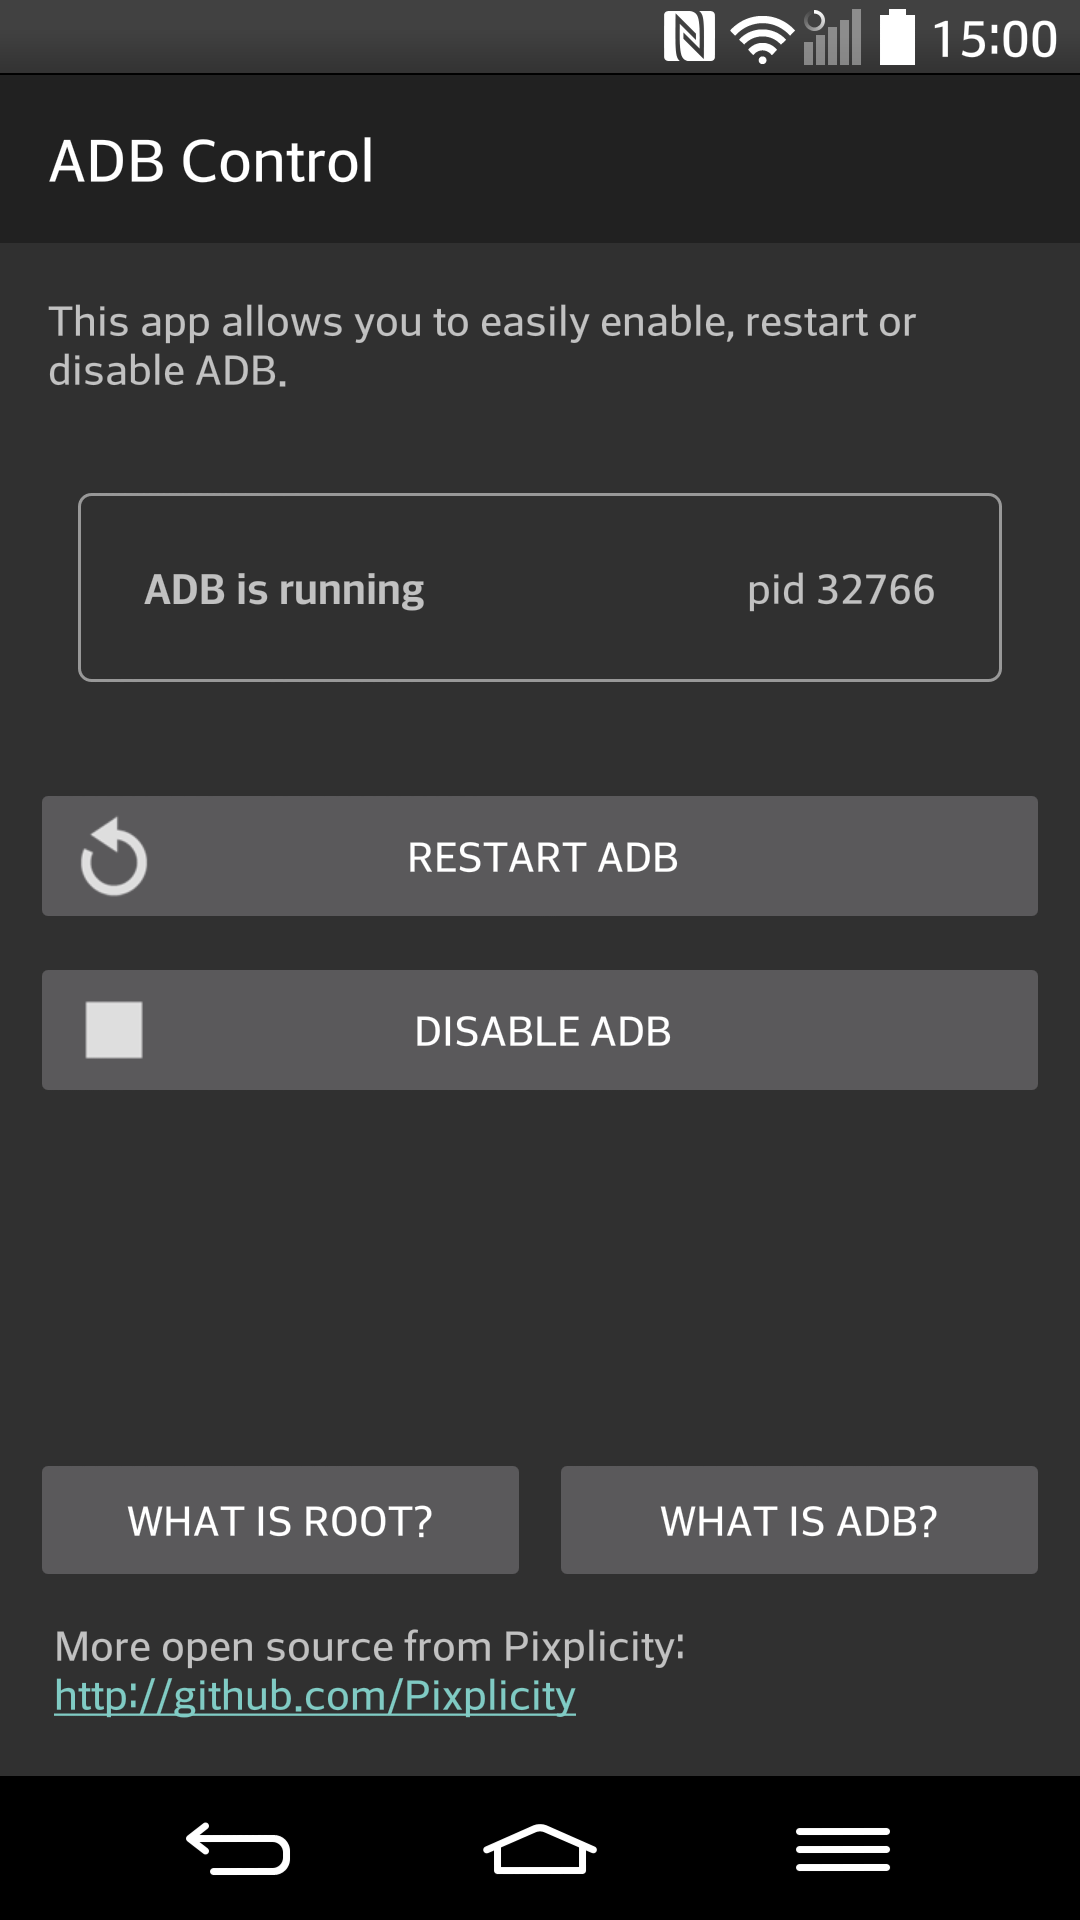 15:00
ADB Control
This app allows you to easily enable, restart or
disable ADB.
ADB is running pid 32766
RESTART ADB
DISABLE ADB
WHAT IS ROOT? WHAT IS ADB?
More open source from Pixplicity:
http://github.com/Pixplicity